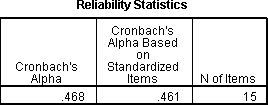 Reliability Statistics
Cronbach's
Alpha Based
on
Cronbach's Standardized
Alpha Items N of Items
.468 .461 15